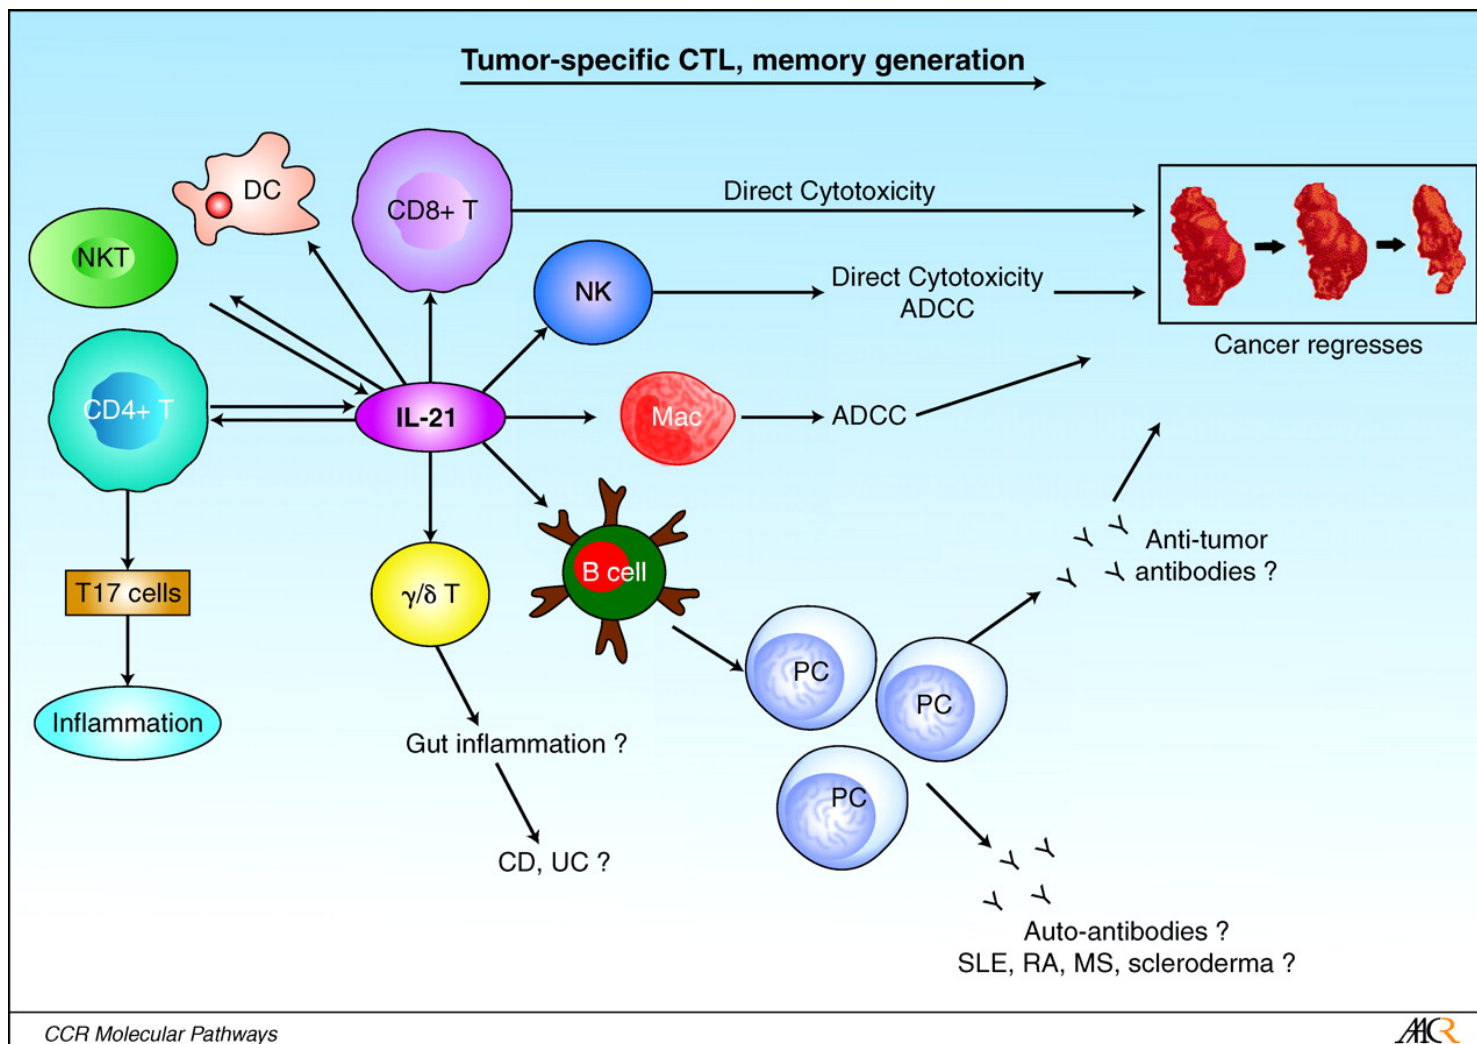 Tumor-specific CTL, memory generation
DC
CD8+ T
Direct Cytotoxicity
NKT
NK
Direct Cytotoxicity
ADCC
Cancer regresses
CD4+ T
IL-21
Mac
ADCC
T17 cells
γ/δ T
B cell
Anti-tumor
antibodies ?
PC
PC
PC
Inflammation
Gut inflammation ?
CD, UC ?
Auto-antibodies ?
SLE, RA, MS, scleroderma ?
CCR Molecular Pathways
AACR